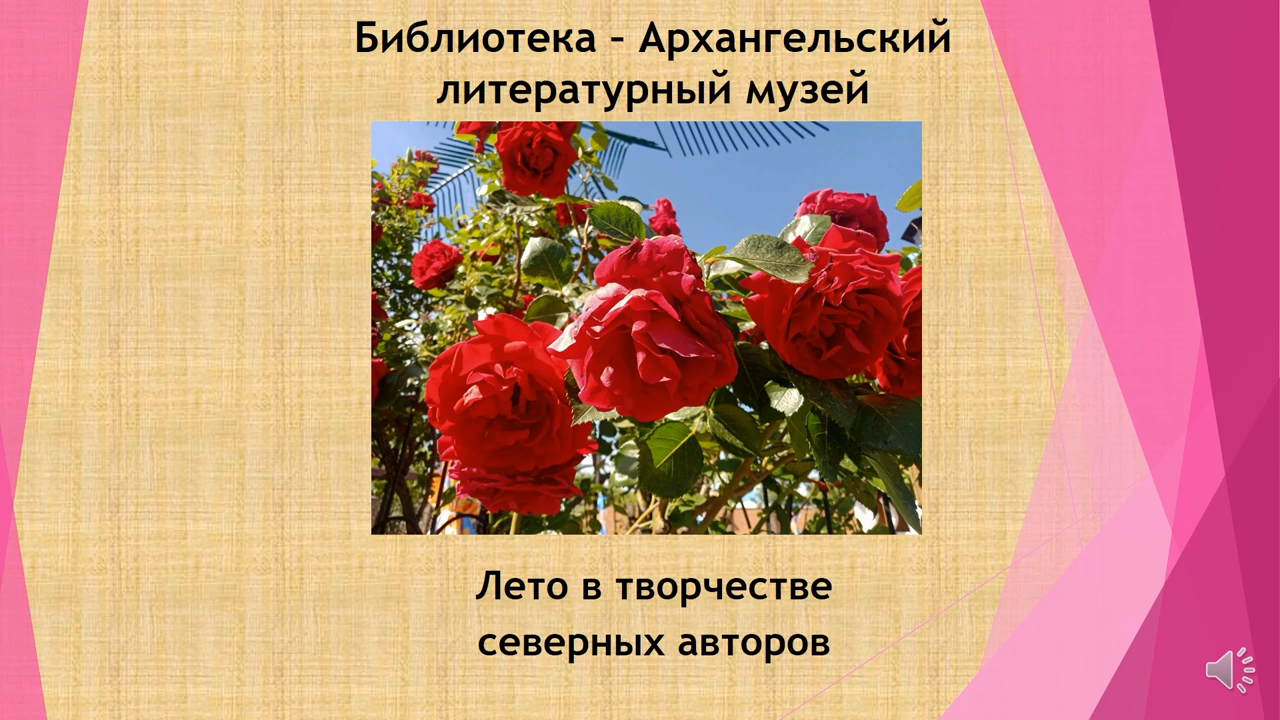 Библиотека – Архангельский
литературный музей
Лето в творчестве
северных авторов